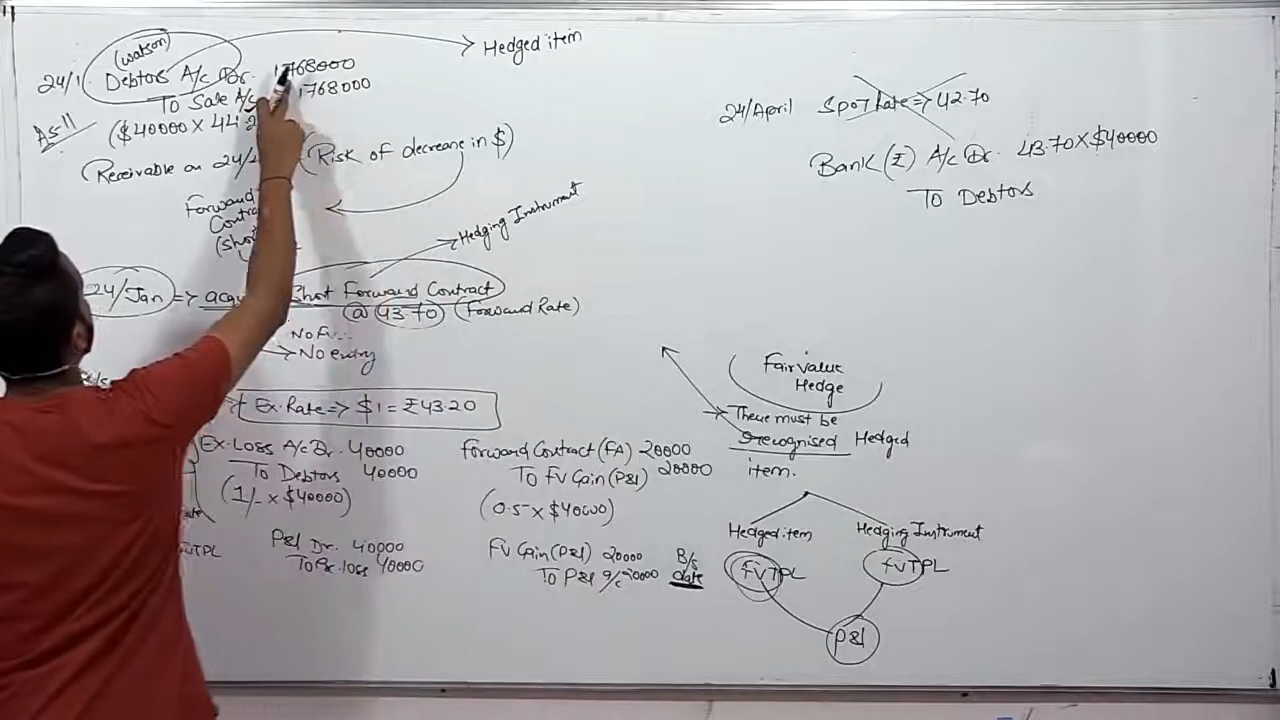 (watson)
24/1. Debtors A/c Dr. 1768000
To Sale A/c 1768000
($40000 X 44.2
AS 11
Hedged item
Receivable on 24/ (Risk of decrease in $)
Forward
Contra
(Sho
Hedging Instrument
24/Jan => acq Short Forward Contract
@ 43.70 (Forward Rate)
No FV
→ No entry
Ex. Rate => $1 = ₹43.20
Ex. Loss A/c Dr. 40000
To Debtors 40000
(1/- x $40000)
P&l Dr. 40000
To Ex. loss 40000
TPL
Forward Contract (FA) 20000
To FV Gain (P&l) 20000
(0.5 x $40000)
FV Gain (P&l) 20000
To P&l a/c 20000
B/s
date
24/April Spot Rate => 42.70
Bank (₹) A/c Dr. 43.70 X $40000
To Debtors
Fair Value
Hedge
→ There must be
recognised Hedged
item.
Hedged item Hedging Instrument
FVTPL FVTPL
P&l